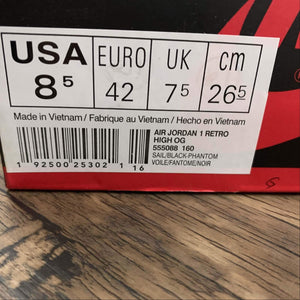 USA EURO UK cm
8 5 42 7 5 26 5
Made in Vietnam / Fabrique au Vietnam / Hecho en Vietnam
AIR JORDAN 1 RETRO
HIGH OG
555088 160
SAIL/BLACK-PHANTOM
VOILE/FANTOME/NOIR
1 92500 25302 1 16